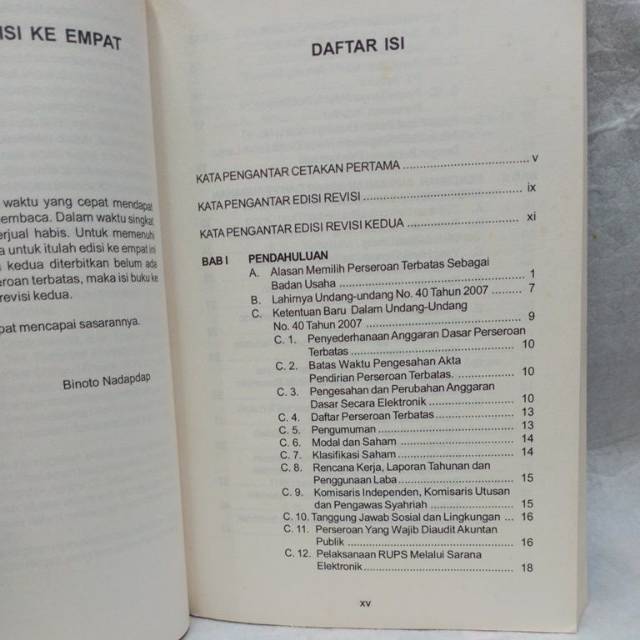 ISI KE EMPAT
waktu yang cepat mendapat
embaca. Dalam waktu singkat
erjual habis. Untuk memenuhi
a untuk itulah edisi ke empat ini
kedua diterbitkan belum ada
eroan terbatas, maka isi buku ke
revisi kedua.
pat mencapai sasarannya.
Binoto Nadapdap
DAFTAR ISI
KATA PENGANTAR CETAKAN PERTAMA ............ v
KATA PENGANTAR EDISI REVISI ............ ix
KATA PENGANTAR EDISI REVISI KEDUA ............ xi
BAB I PENDAHULUAN
A. Alasan Memilih Perseroan Terbatas Sebagai
Badan Usaha ............ 1
B. Lahirnya Undang-undang No. 40 Tahun 2007 ........ 7
C. Ketentuan Baru Dalam Undang-Undang
No. 40 Tahun 2007 ............ 9
C. 1. Penyederhanaan Anggaran Dasar Perseroan
Terbatas ............ 10
C. 2. Batas Waktu Pengesahan Akta
Pendirian Perseroan Terbatas. ............ 10
C. 3. Pengesahan dan Perubahan Anggaran
Dasar Secara Elektronik ............ 10
C. 4. Daftar Perseroan Terbatas ............ 13
C. 5. Pengumuman ............ 13
C. 6. Modal dan Saham ............ 14
C. 7. Klasifikasi Saham ............ 14
C. 8. Rencana Kerja, Laporan Tahunan dan
Penggunaan Laba ............ 15
C. 9. Komisaris Independen, Komisaris Utusan
dan Pengawas Syahriah ............ 15
C. 10. Tanggung Jawab Sosial dan Lingkungan ... 16
C. 11. Perseroan Yang Wajib Diaudit Akuntan
Publik ............ 16
C. 12. Pelaksanaan RUPS Melalui Sarana
Elektronik ............ 18
xv